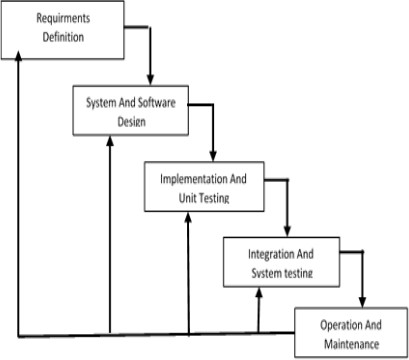 Requirments
Definition
System And Software
Design
Implementation And
Unit Testing
Integration And
System testing
Operation And
Maintenance